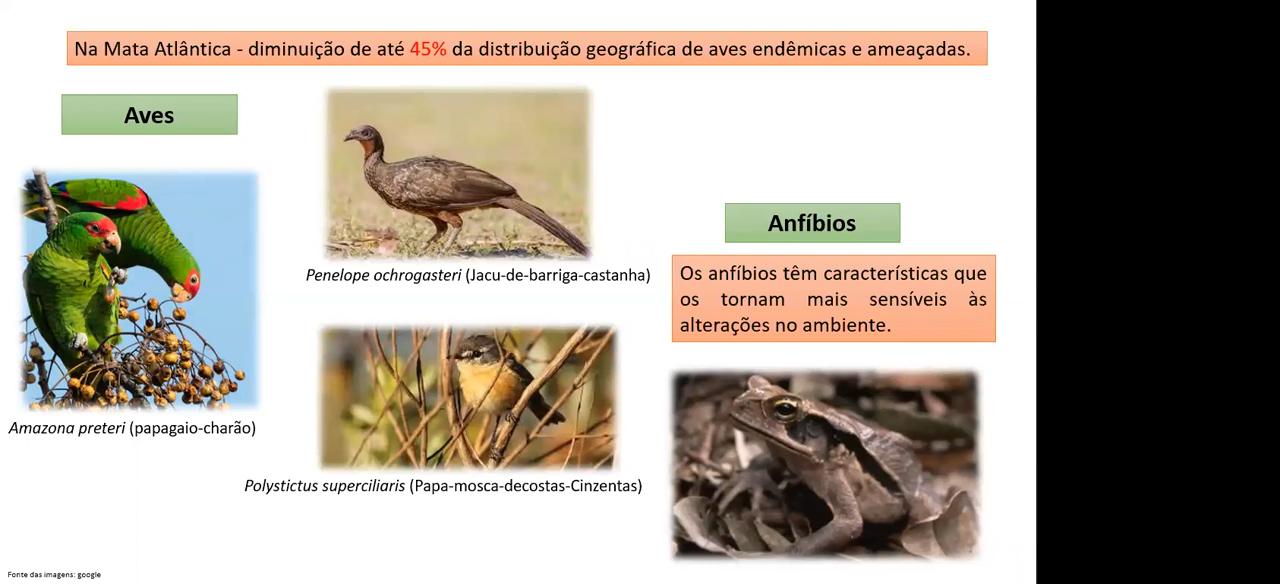 Na Mata Atlântica - diminuição de até 45% da distribuição geográfica de aves endêmicas e ameaçadas.
Aves
Penelope ochrogasteri (Jacu-de-barriga-castanha)
Amazona preteri (papagaio-charão)
Polystictus superciliaris (Papa-mosca-decostas-Cinzentas)
Anfíbios
Os anfíbios têm características que
os tornam mais sensíveis às
alterações no ambiente.
Fonte das imagens: google